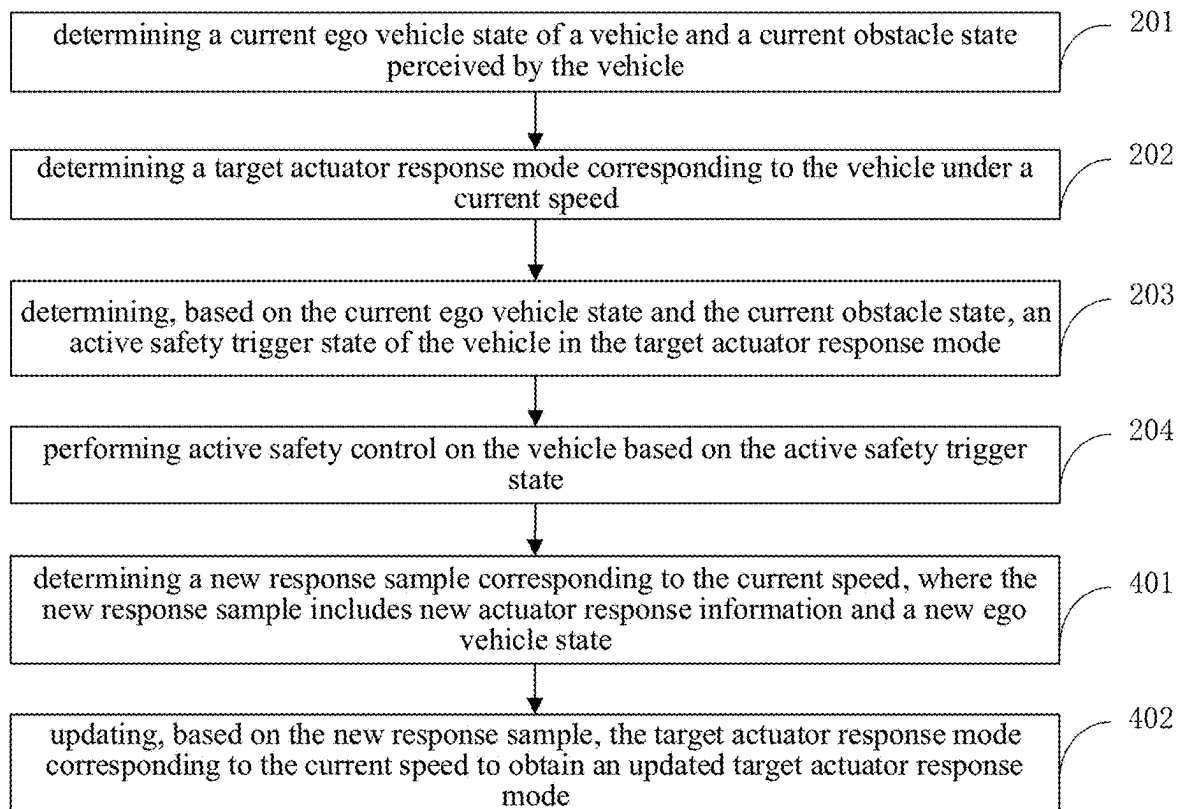 determining a current ego vehicle state of a vehicle and a current obstacle state
perceived by the vehicle
201
determining a target actuator response mode corresponding to the vehicle under a
current speed
202
determining, based on the current ego vehicle state and the current obstacle state, an
active safety trigger state of the vehicle in the target actuator response mode
203
performing active safety control on the vehicle based on the active safety trigger
state
204
determining a new response sample corresponding to the current speed, where the
new response sample includes new actuator response information and a new ego
vehicle state
401
updating, based on the new response sample, the target actuator response mode
corresponding to the current speed to obtain an updated target actuator response
mode
402